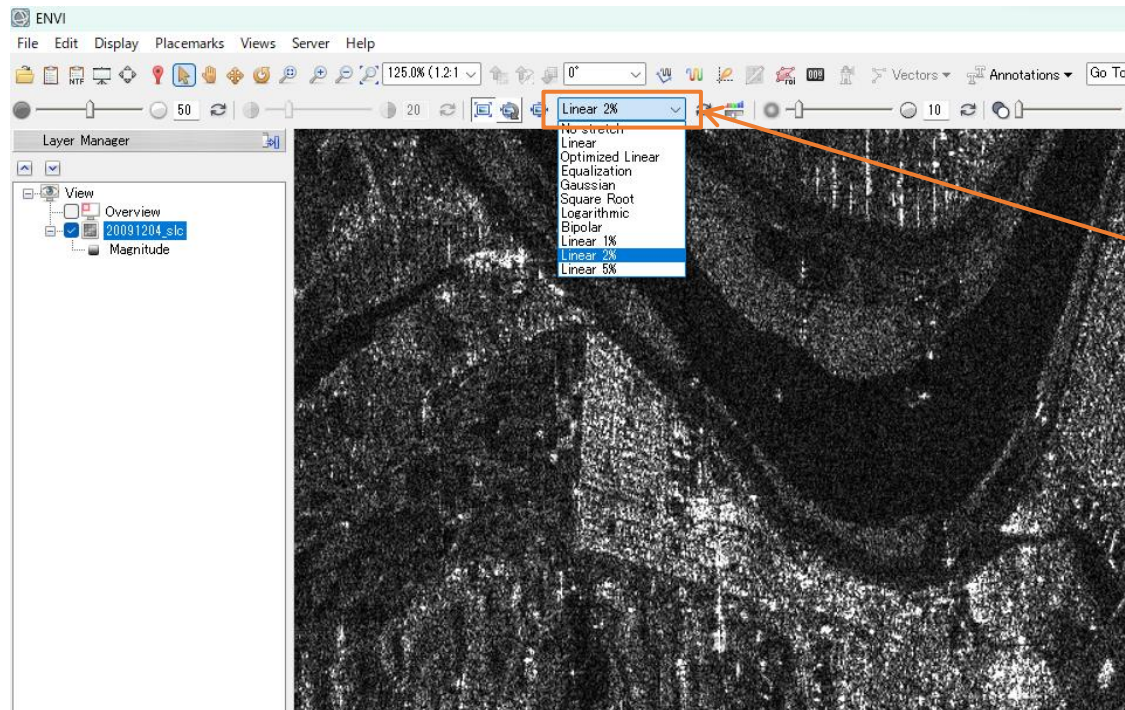 ENVI
File Edit Display Placemarks Views Server Help
NTF 125.0% (1.2:1 0° roi Vectors Annotations Go To
50 20 Linear 2% 10
Layer Manager
No stretch
Linear
Optimized Linear
Equalization
Gaussian
Square Root
Logarithmic
Bipolar
Linear 1%
Linear 2%
Linear 5%
View
Overview
20091204_slc
Magnitude